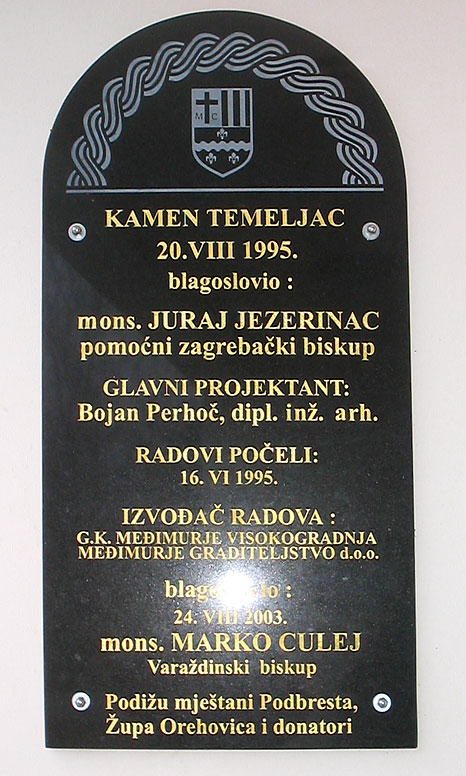 M C
KAMEN TEMELJAC
20.VIII 1995.
blagoslovio :
mons. JURAJ JEZERINAC
pomoćni zagrebački biskup
GLAVNI PROJEKTANT:
Bojan Perhoč, dipl. inž. arh.
RADOVI POČELI:
16. VI 1995.
IZVOĐAČ RADOVA :
G.K. MEĐIMURJE VISOKOGRADNJA
MEĐIMURJE GRADITELJSTVO d.o.o.
blagoslovio :
24. VIII 2003.
mons. MARKO CULEJ
Varaždinski biskup
Podižu mještani Podbresta,
Župa Orehovica i donatori